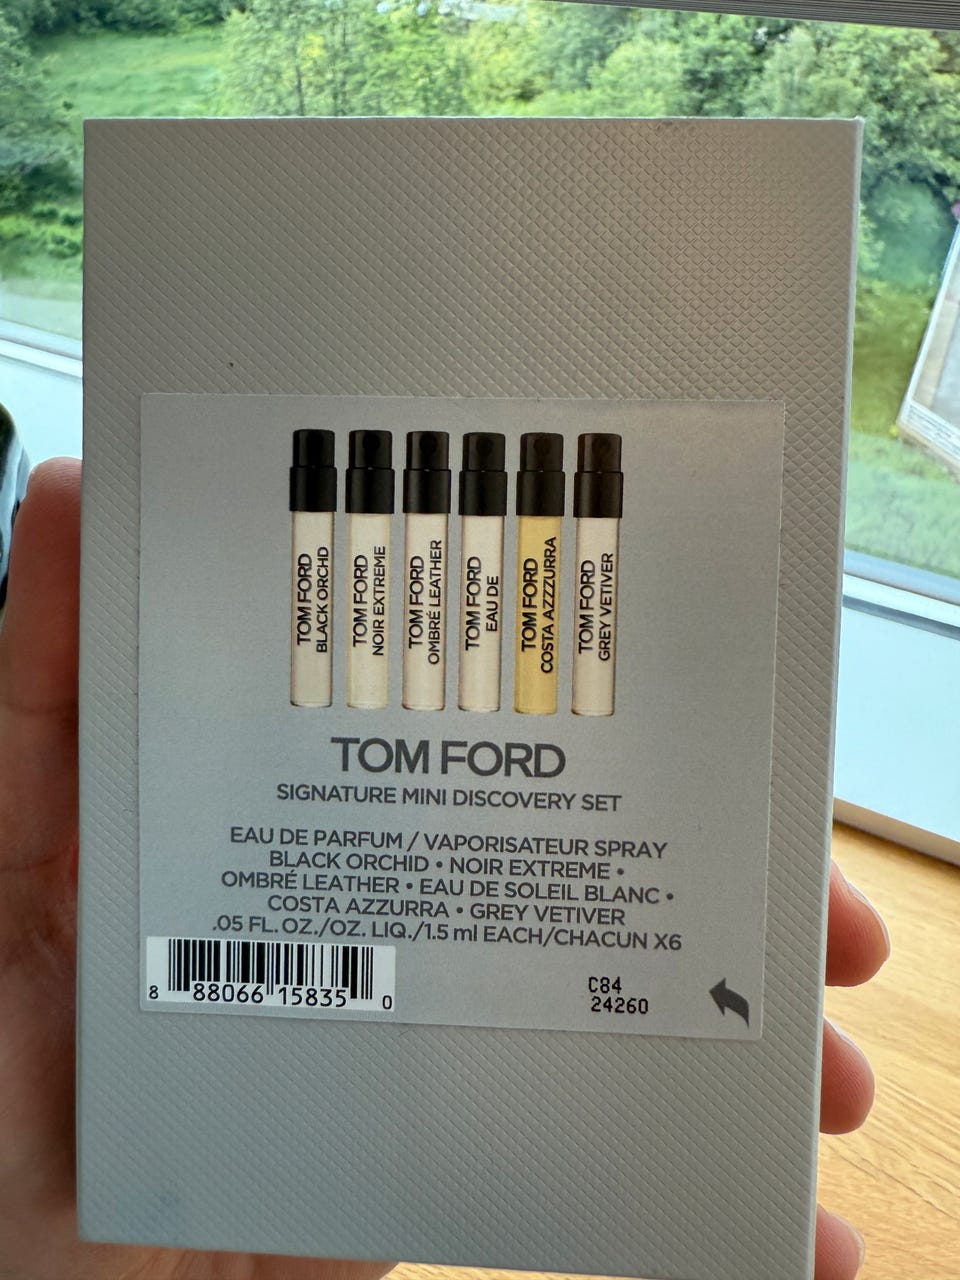 TOM FORD
BLACK ORCHD
TOM FORD
NOIR EXTREME
TOM FORD
OMBRÉ LEATHER
TOM FORD
EAU DE
TOM FORD
COSTA AZZZURRA
TOM FORD
GREY VETIVER
TOM FORD
SIGNATURE MINI DISCOVERY SET
EAU DE PARFUM / VAPORISATEUR SPRAY
BLACK ORCHID • NOIR EXTREME •
OMBRÉ LEATHER • EAU DE SOLEIL BLANC •
COSTA AZZURRA • GREY VETIVER
.05 FL. OZ./OZ. LIQ./1.5 ml EACH/CHACUN X6
8 88066 15835 0
C84
24260